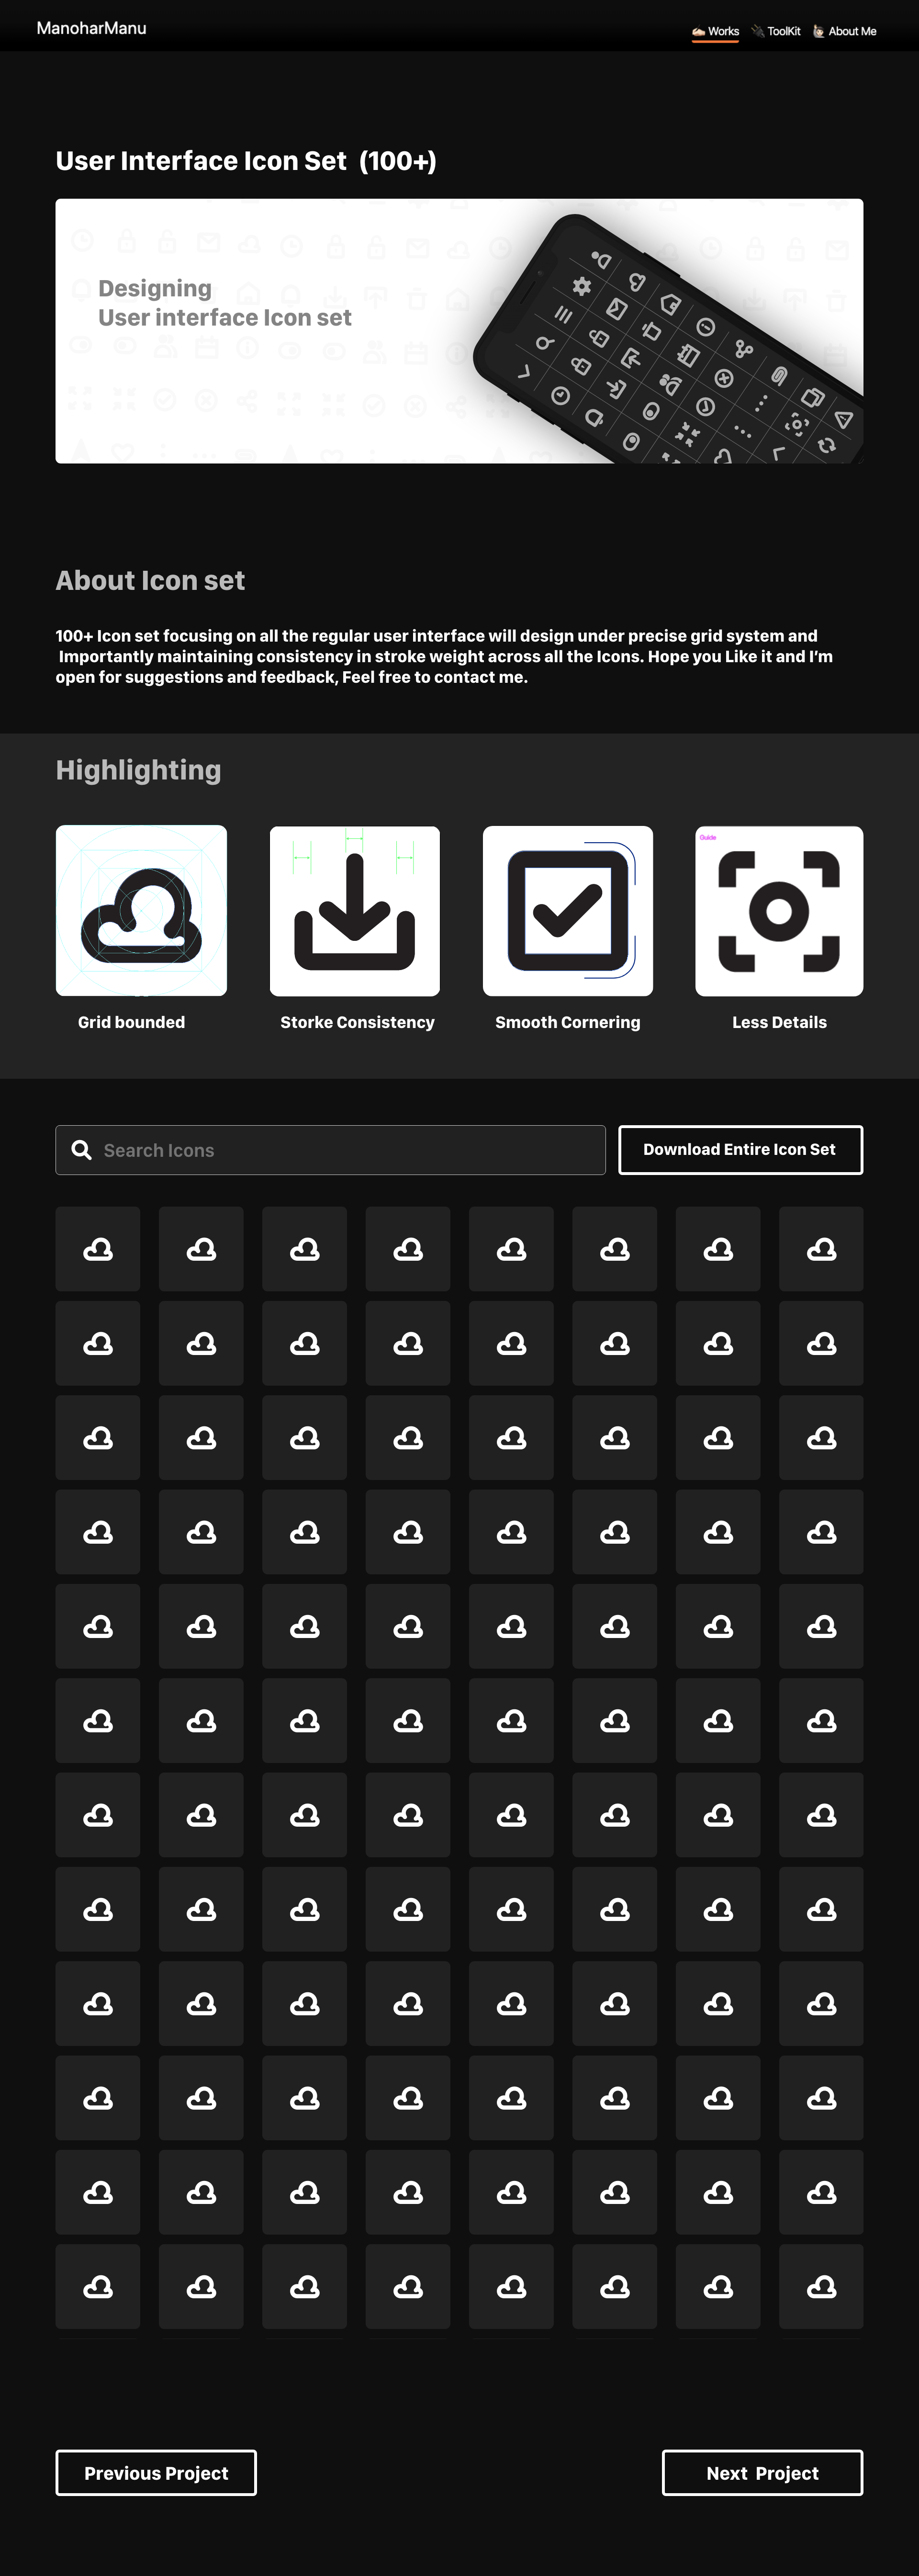 ManoharManu
✍🏻 Works 🔌 ToolKit 🙋🏻‍♂️ About Me
User Interface Icon Set (100+)
Designing
User interface Icon set
About Icon set
100+ Icon set focusing on all the regular user interface will design under precise grid system and
Importantly maintaining consistency in stroke weight across all the Icons. Hope you Like it and I'm
open for suggestions and feedback, Feel free to contact me.
Highlighting
Guide
Grid bounded Storke Consistency Smooth Cornering Less Details
Search Icons Download Entire Icon Set
Previous Project Next Project